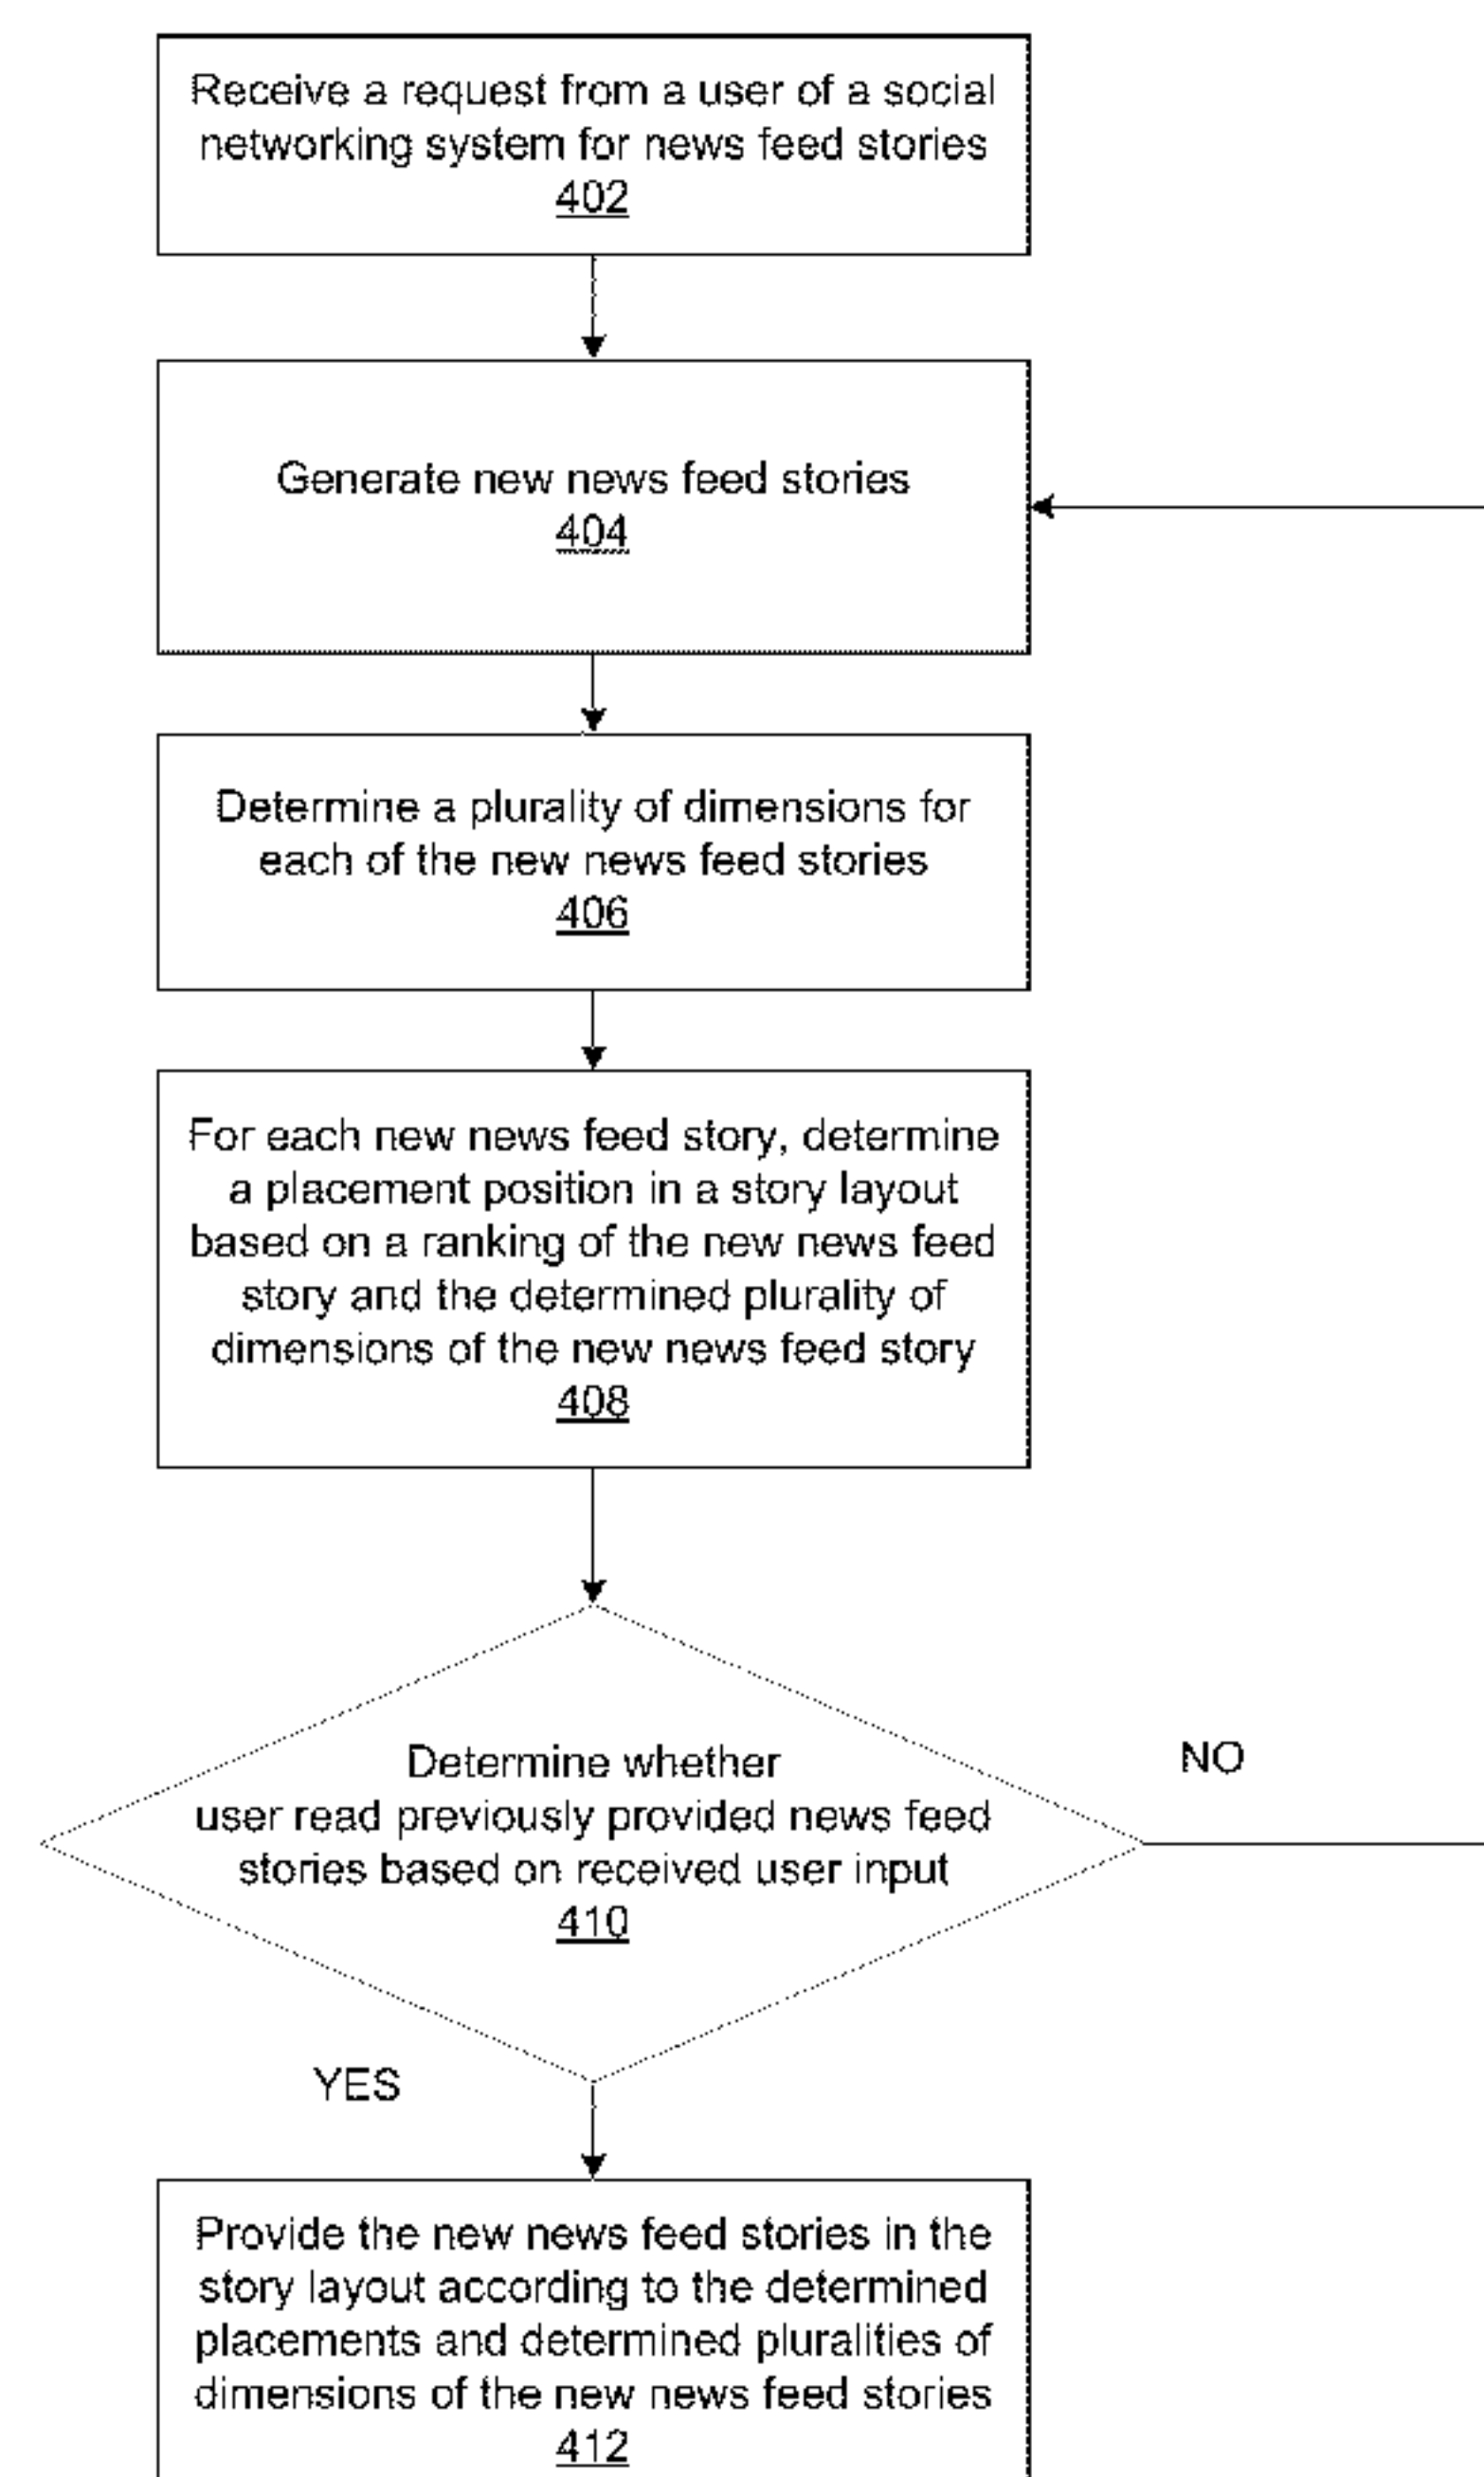 Receive a request from a user of a social
networking system for news feed stories
402
Generate new news feed stories
404
Determine a plurality of dimensions for
each of the new news feed stories
406
For each new news feed story, determine
a placement position in a story layout
based on a ranking of the new news feed
story and the determined plurality of
dimensions of the new news feed story
408
Determine whether
user read previously provided news feed
stories based on received user input
410
NO
YES
Provide the new news feed stories in the
story layout according to the determined
placements and determined pluralities of
dimensions of the new news feed stories
412